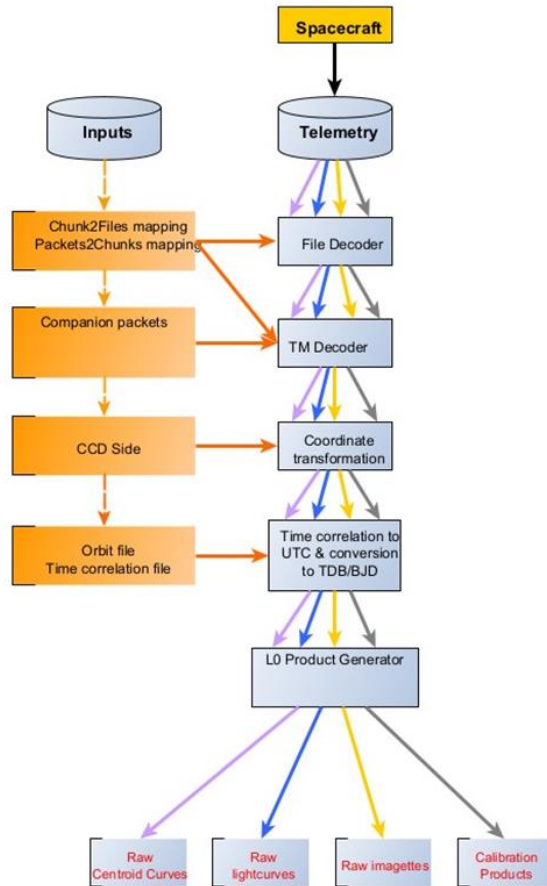 Spacecraft
Inputs
Telemetry
Chunk2Files mapping
Packets2Chunks mapping
File Decoder
Companion packets
TM Decoder
CCD Side
Coordinate
transformation
Orbit file
Time correlation file
Time correlation to
UTC & conversion
to TDB/BJD
L0 Product Generator
Raw
Centroid Curves
Raw
lightcurves
Raw imagettes
Calibration
Products